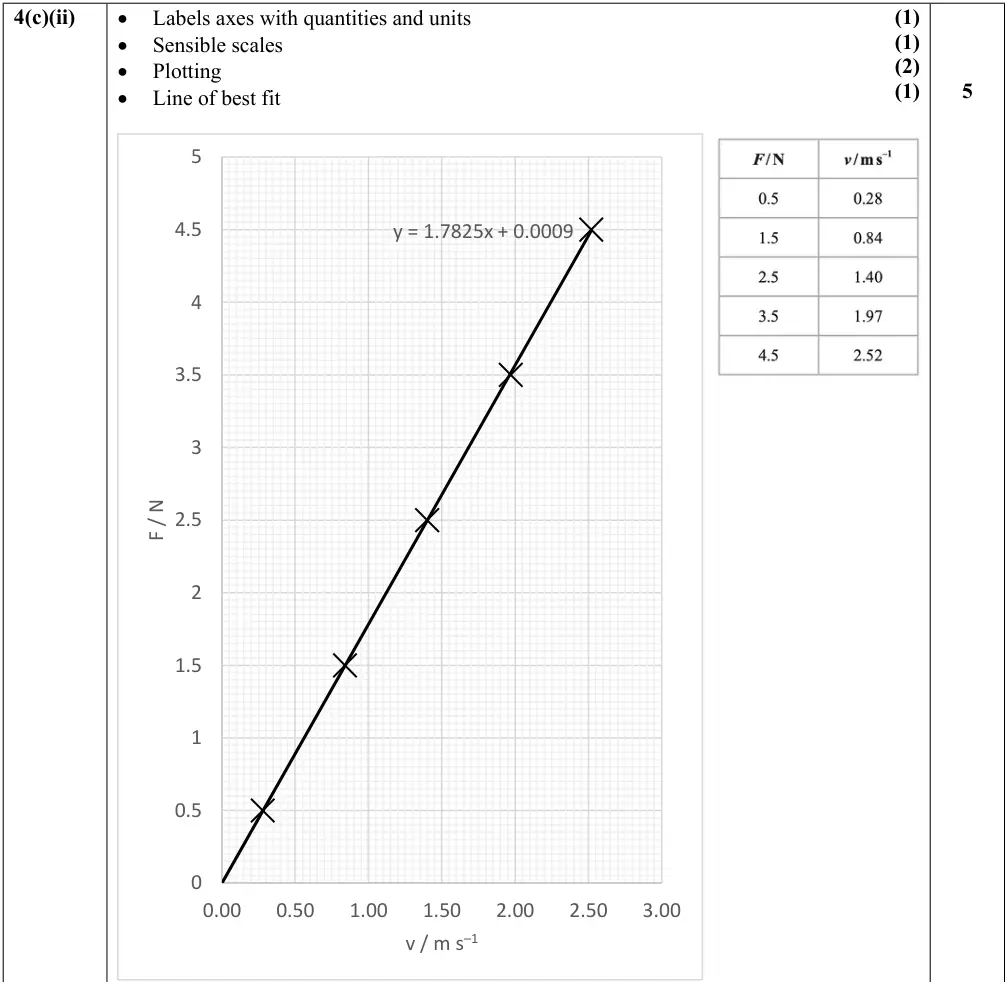 4(c)(ii)
• Labels axes with quantities and units (1)
• Sensible scales (1)
• Plotting (2)
• Line of best fit (1) 5
5
4.5
4
3.5
3
2.5
2
1.5
1
0.5
0
F / N
y = 1.7825x + 0.0009
0.00 0.50 1.00 1.50 2.00 2.50 3.00
v / m s⁻¹
F/N v/m s⁻¹
0.5 0.28
1.5 0.84
2.5 1.40
3.5 1.97
4.5 2.52